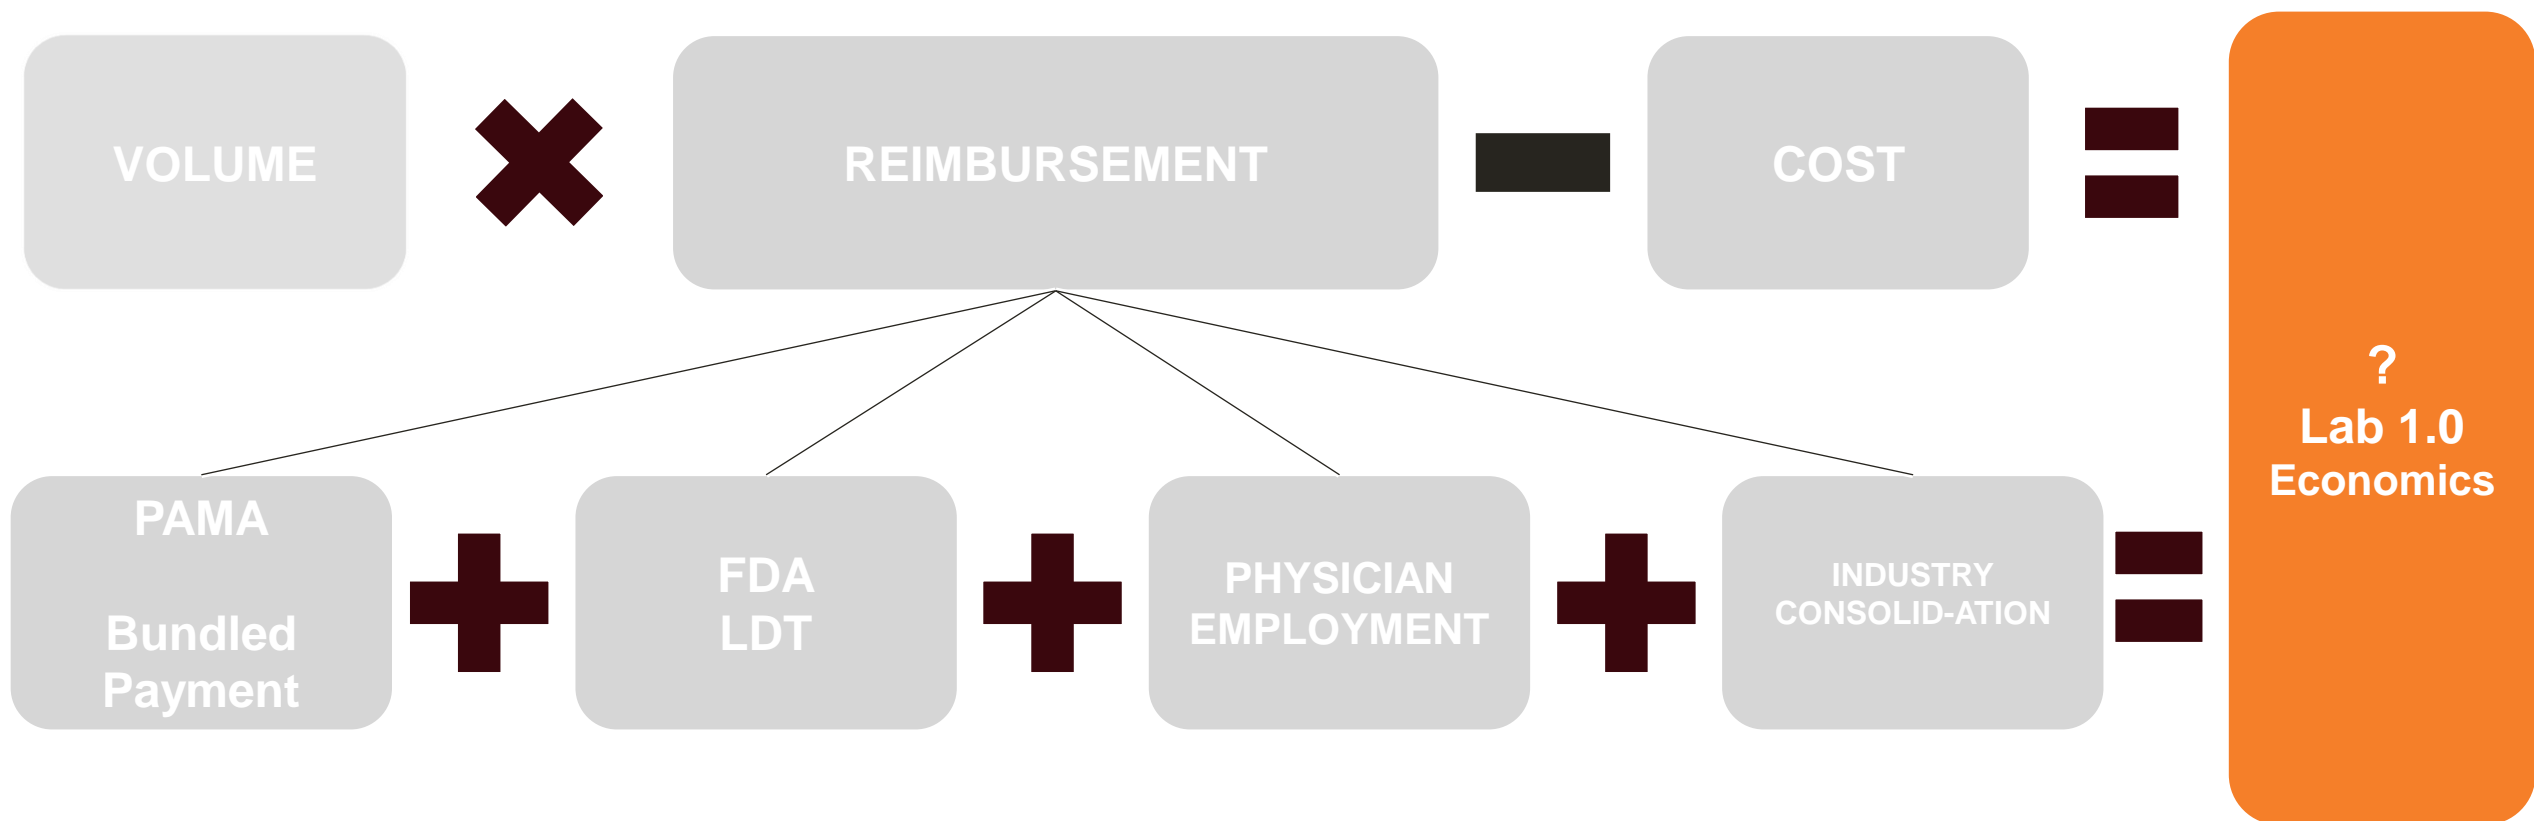 VOLUME
REIMBURSEMENT
COST
?
Lab 1.0
Economics
PAMA
Bundled
Payment
FDA
LDT
PHYSICIAN
EMPLOYMENT
INDUSTRY
CONSOLID-ATION